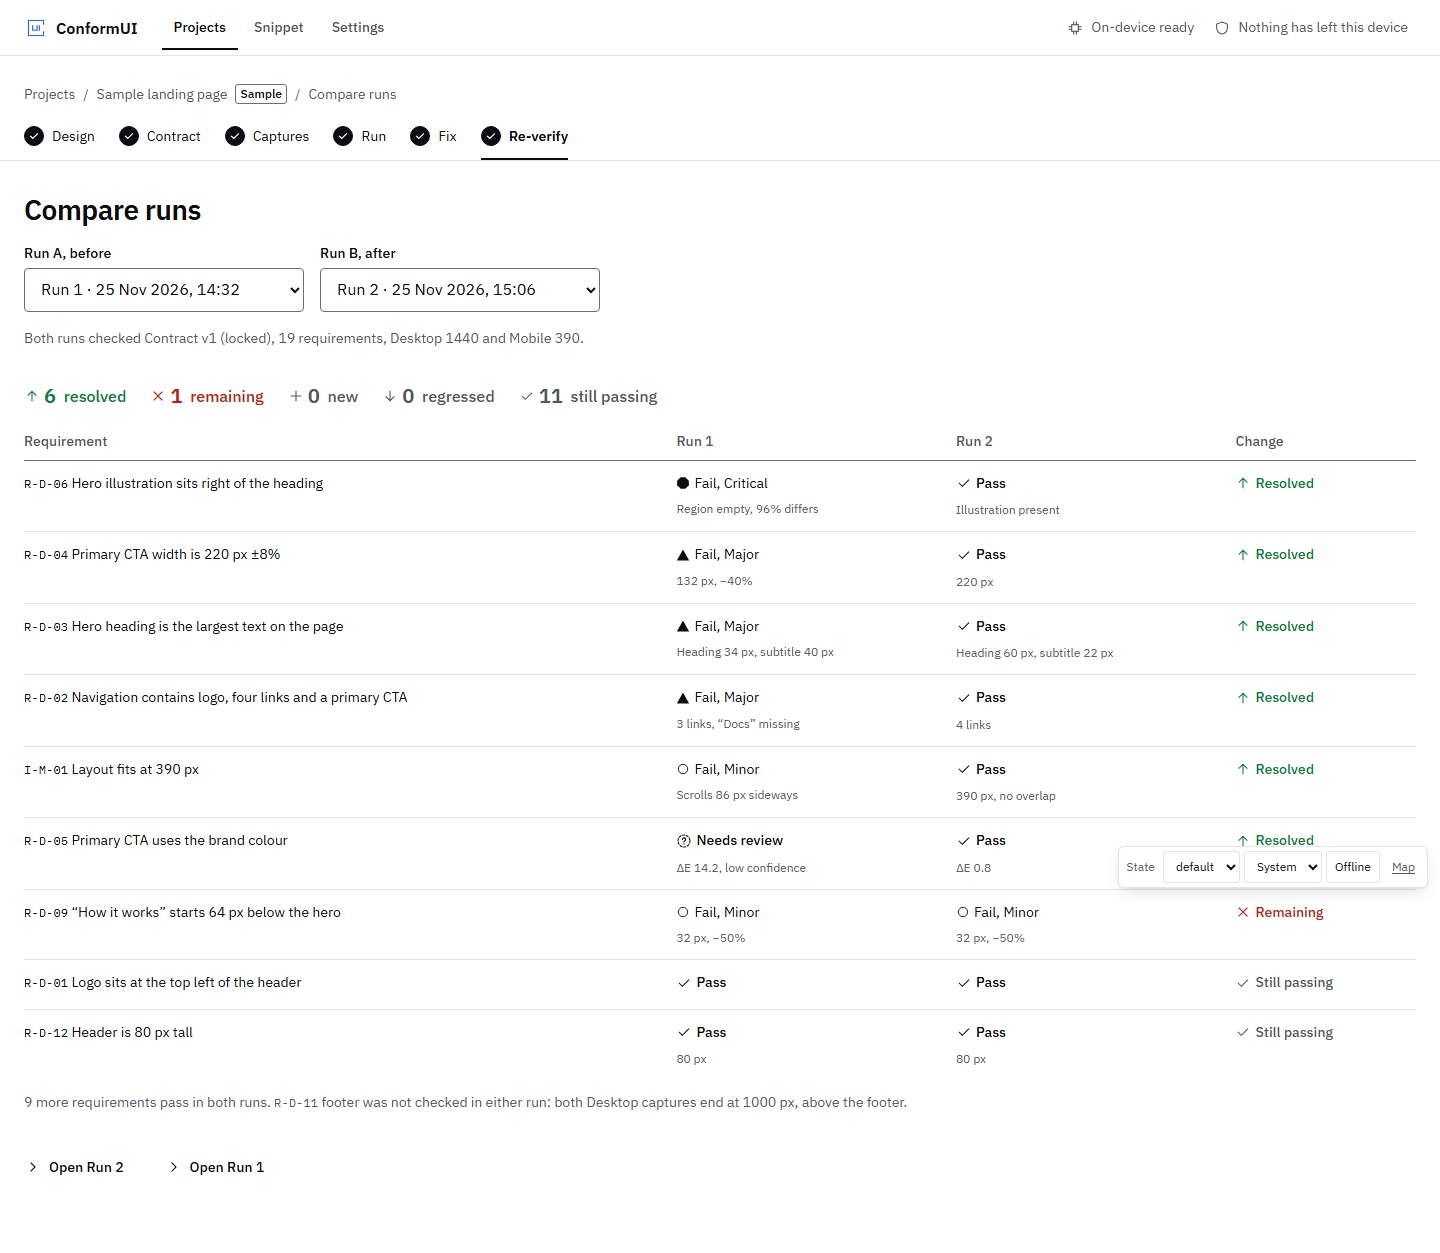 UI ConformUI Projects Snippet Settings On-device ready Nothing has left this device
Projects / Sample landing page Sample / Compare runs
Design Contract Captures Run Fix Re-verify
Compare runs
Run A, before Run B, after
Run 1 · 25 Nov 2026, 14:32 Run 2 · 25 Nov 2026, 15:06
Both runs checked Contract v1 (locked), 19 requirements, Desktop 1440 and Mobile 390.
↑ 6 resolved × 1 remaining + 0 new ↓ 0 regressed ✓ 11 still passing
Requirement Run 1 Run 2 Change
R-D-06 Hero illustration sits right of the heading Fail, Critical Pass Resolved
Region empty, 96% differs Illustration present
R-D-04 Primary CTA width is 220 px ±8% Fail, Major Pass Resolved
132 px, −40% 220 px
R-D-03 Hero heading is the largest text on the page Fail, Major Pass Resolved
Heading 34 px, subtitle 40 px Heading 60 px, subtitle 22 px
R-D-02 Navigation contains logo, four links and a primary CTA Fail, Major Pass Resolved
3 links, “Docs” missing 4 links
I-M-01 Layout fits at 390 px Fail, Minor Pass Resolved
Scrolls 86 px sideways 390 px, no overlap
R-D-05 Primary CTA uses the brand colour Needs review Pass Resolved
ΔE 14.2, low confidence ΔE 0.8
State default System Offline Map
R-D-09 “How it works” starts 64 px below the hero Fail, Minor Fail, Minor Remaining
32 px, −50% 32 px, −50%
R-D-01 Logo sits at the top left of the header Pass Pass Still passing
R-D-12 Header is 80 px tall Pass Pass Still passing
80 px 80 px
9 more requirements pass in both runs. R-D-11 footer was not checked in either run: both Desktop captures end at 1000 px, above the footer.
Open Run 2 Open Run 1